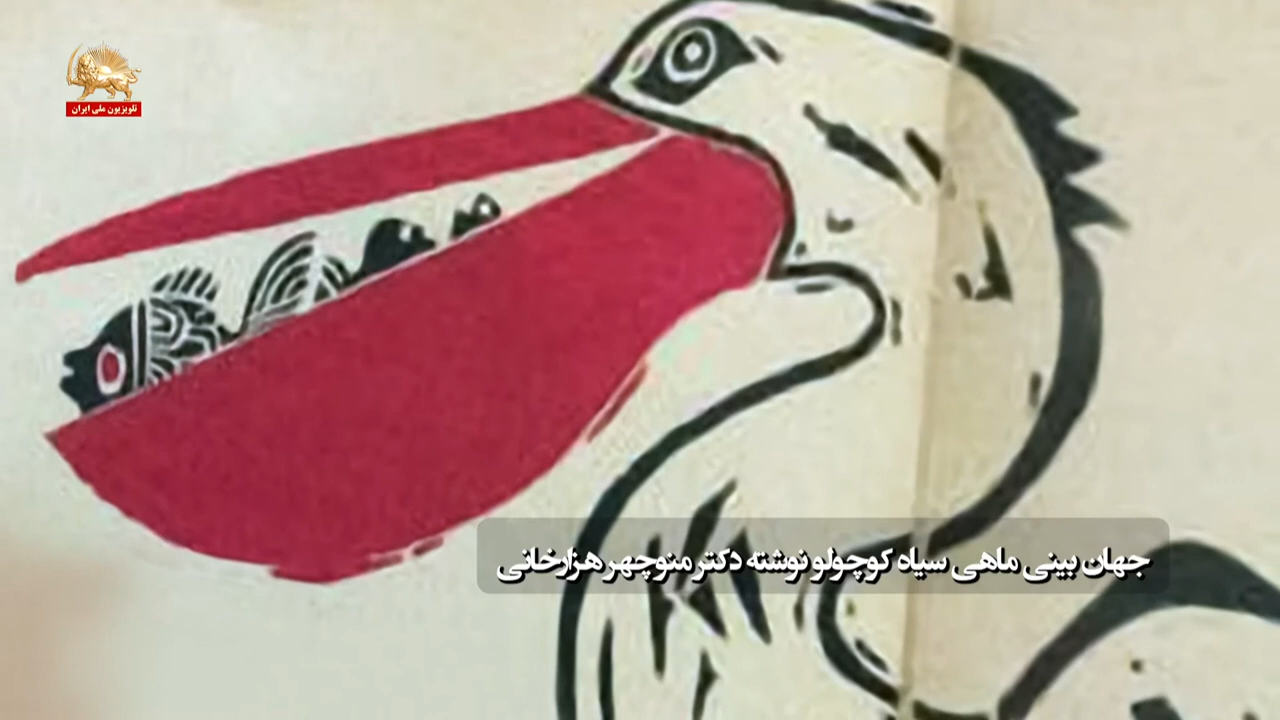 تلویزیون ملی ایران
جهان بینی ماهی سیاه کوچولو نوشته دکتر منوچهر هزارخانی